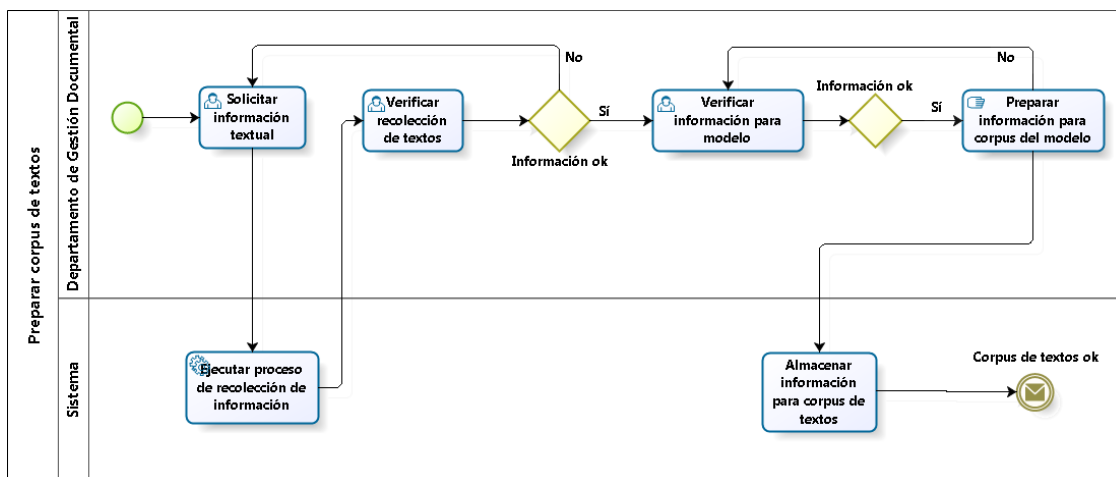 Preparar corpus de textos
Departamento de Gestión Documental
No
Solicitar
información
textual
Verificar
recolección
de textos
Información ok
Sí
Verificar
información para
modelo
Información ok
No
Sí
Preparar
información para
corpus del modelo
Sistema
Ejecutar proceso
de recolección de
información
Almacenar
información
para corpus de
textos
Corpus de textos ok